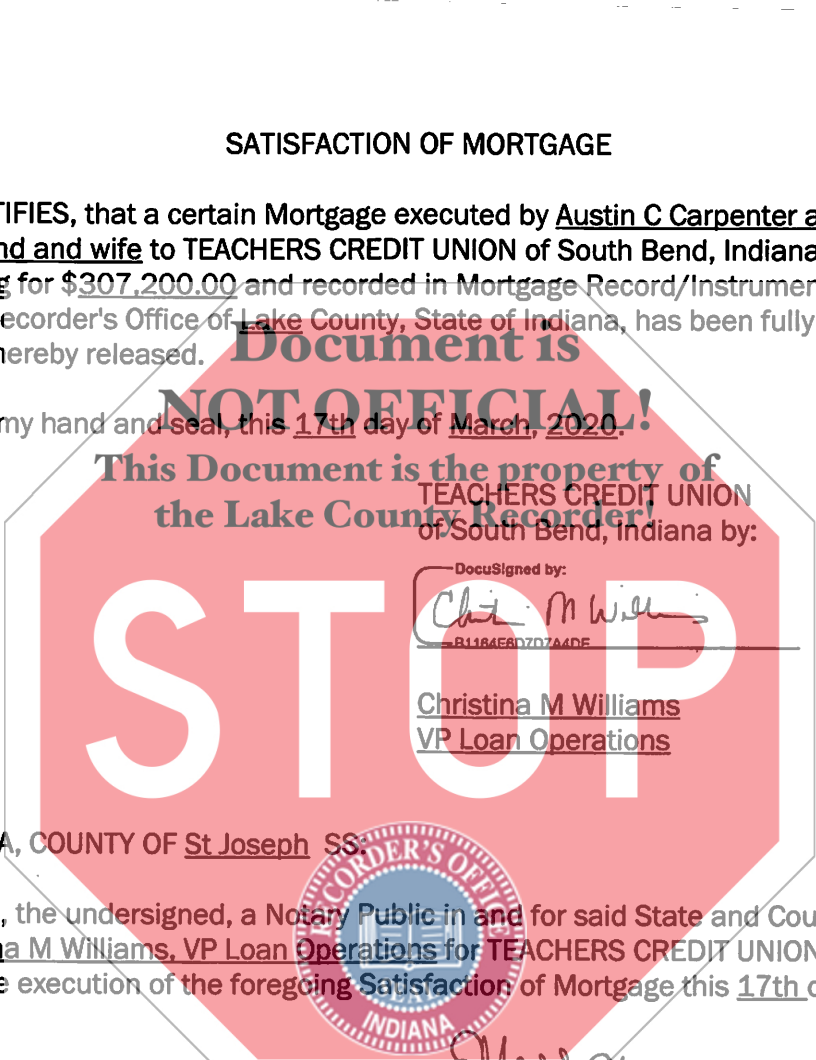 SATISFACTION OF MORTGAGE
TIFIES, that a certain Mortgage executed by Austin C Carpenter a
nd and wife to TEACHERS CREDIT UNION of South Bend, Indiana
g for $307,200.00 and recorded in Mortgage Record/Instrumen
ecorder's Office of Lake County, State of Indiana, has been fully
hereby released.
Document is
NOT OFFICIAL!
my hand and seal, this 17th day of March, 2020.
This Document is the property of
the Lake County Recorder!
TEACHERS CREDIT UNION
of South Bend, Indiana by:
DocuSigned by:
Christina M Williams
VP Loan Operations
STOP
A, COUNTY OF St Joseph SS:
, the undersigned, a Notary Public in and for said State and Cou
a M Williams, VP Loan Operations for TEACHERS CREDIT UNION
e execution of the foregoing Satisfaction of Mortgage this 17th o
RECORDER'S OFFICE
SEAL
INDIANA